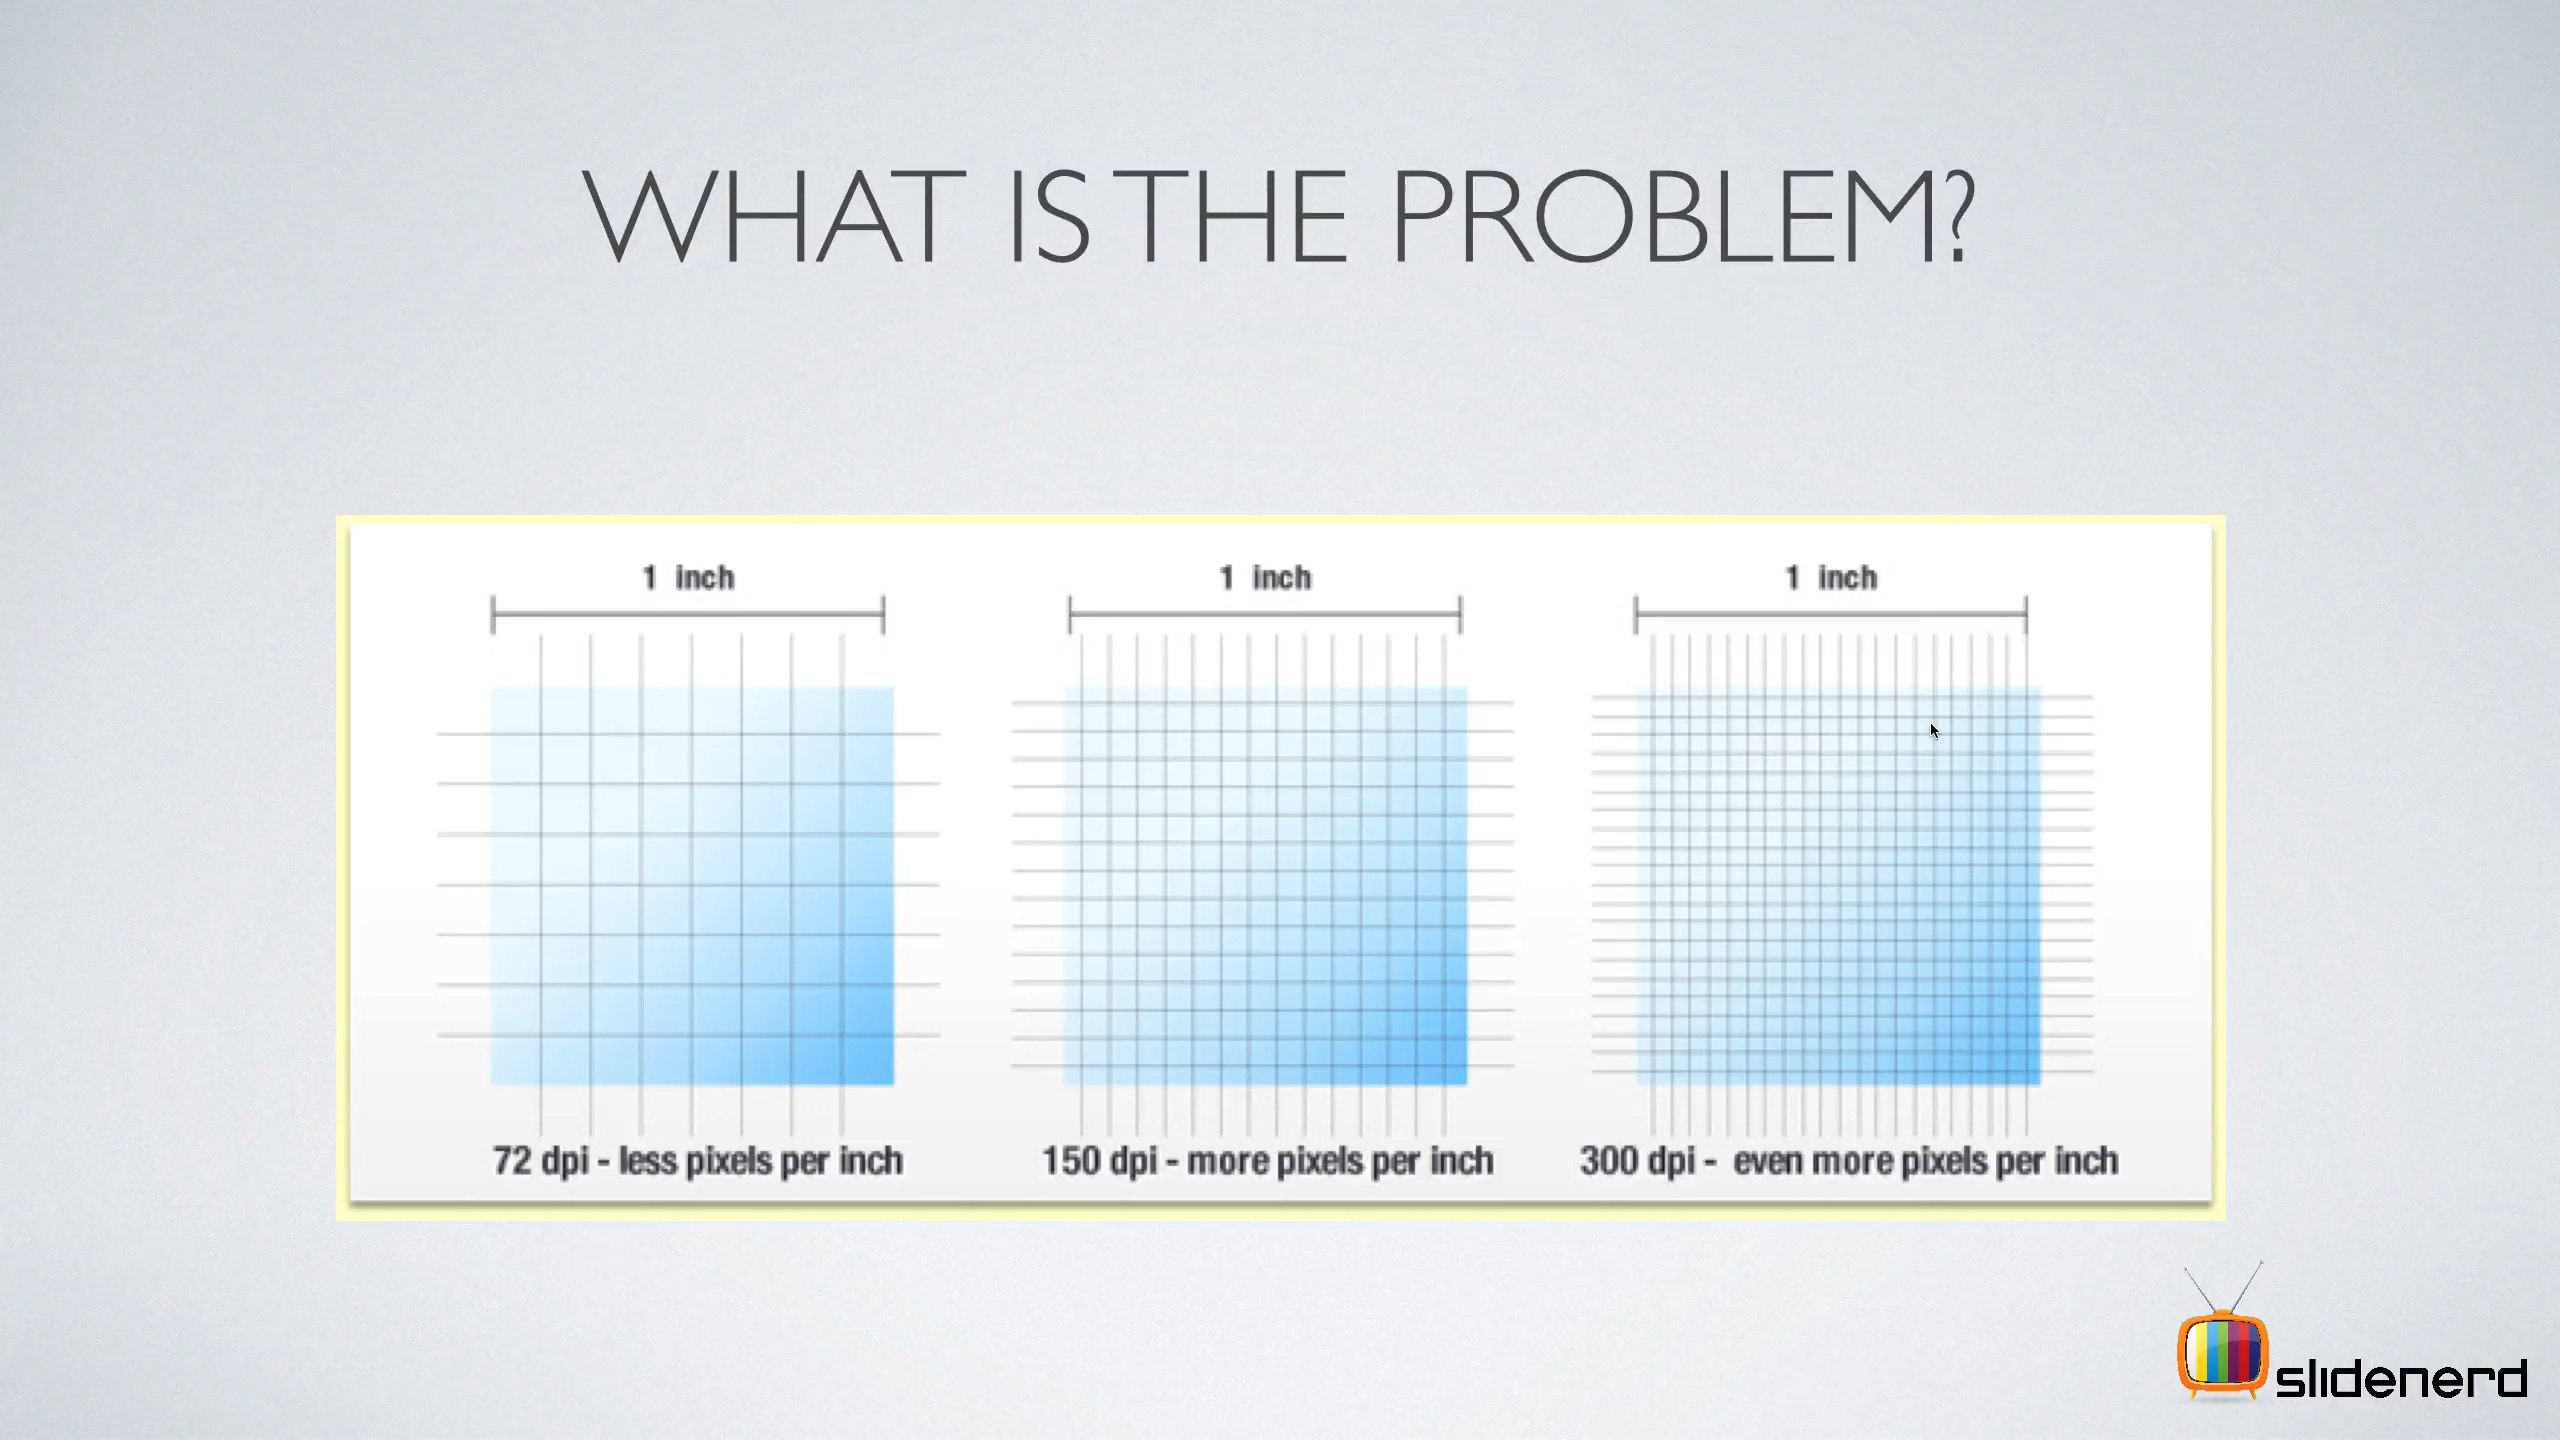 WHAT IS THE PROBLEM?
1 inch
1 inch
1 inch
72 dpi - less pixels per inch
150 dpi - more pixels per inch
300 dpi - even more pixels per inch
slidenerd